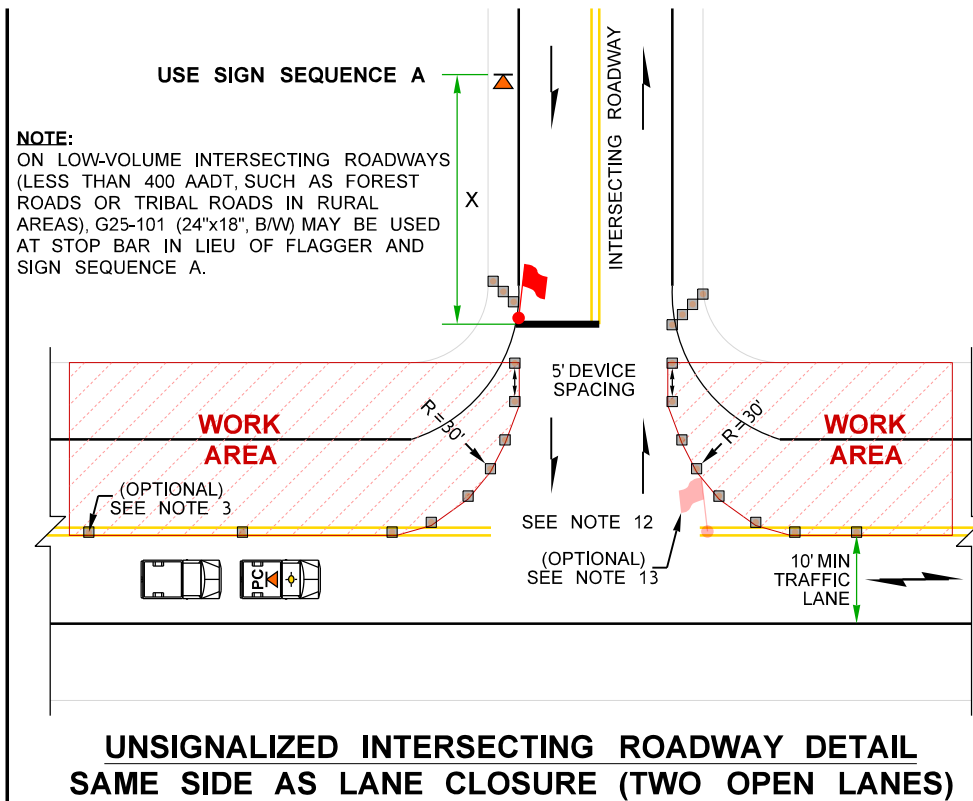 USE SIGN SEQUENCE A
NOTE:
ON LOW-VOLUME INTERSECTING ROADWAYS
(LESS THAN 400 AADT, SUCH AS FOREST
ROADS OR TRIBAL ROADS IN RURAL
AREAS), G25-101 (24"x18", B/W) MAY BE USED
AT STOP BAR IN LIEU OF FLAGGER AND
SIGN SEQUENCE A.
X
INTERSECTING ROADWAY
5' DEVICE
SPACING
WORK
AREA
R=30'
R=30'
WORK
AREA
(OPTIONAL)
SEE NOTE 3
SEE NOTE 12
(OPTIONAL)
SEE NOTE 13
10' MIN
TRAFFIC
LANE
PC
UNSIGNALIZED INTERSECTING ROADWAY DETAIL
SAME SIDE AS LANE CLOSURE (TWO OPEN LANES)